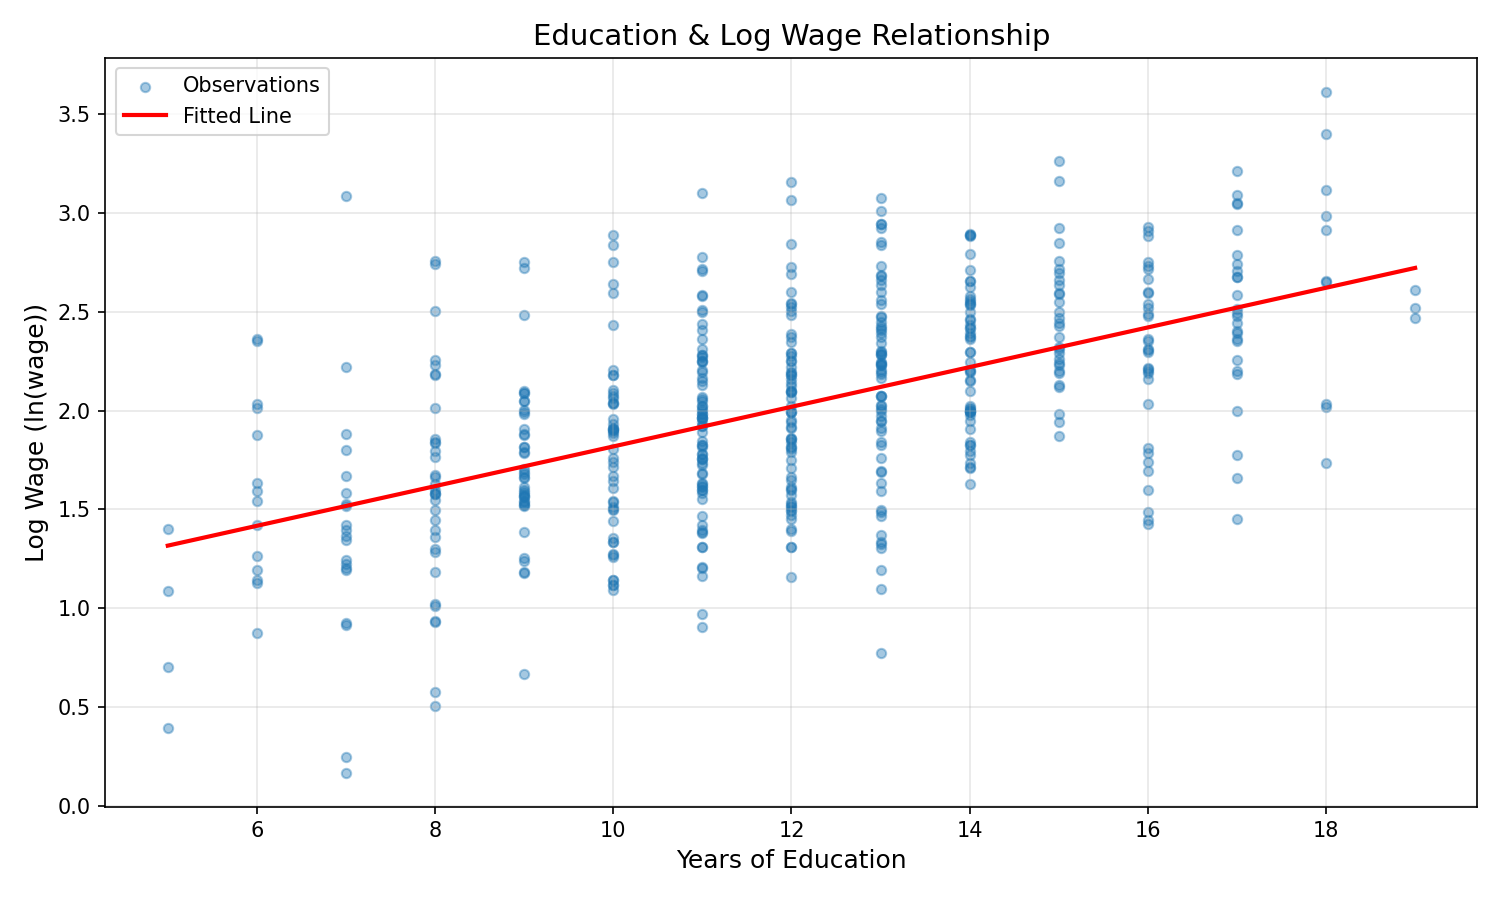 Education & Log Wage Relationship
Observations
Fitted Line
Log Wage (ln(wage))
3.5
3.0
2.5
2.0
1.5
1.0
0.5
0.0
6 8 10 12 14 16 18
Years of Education